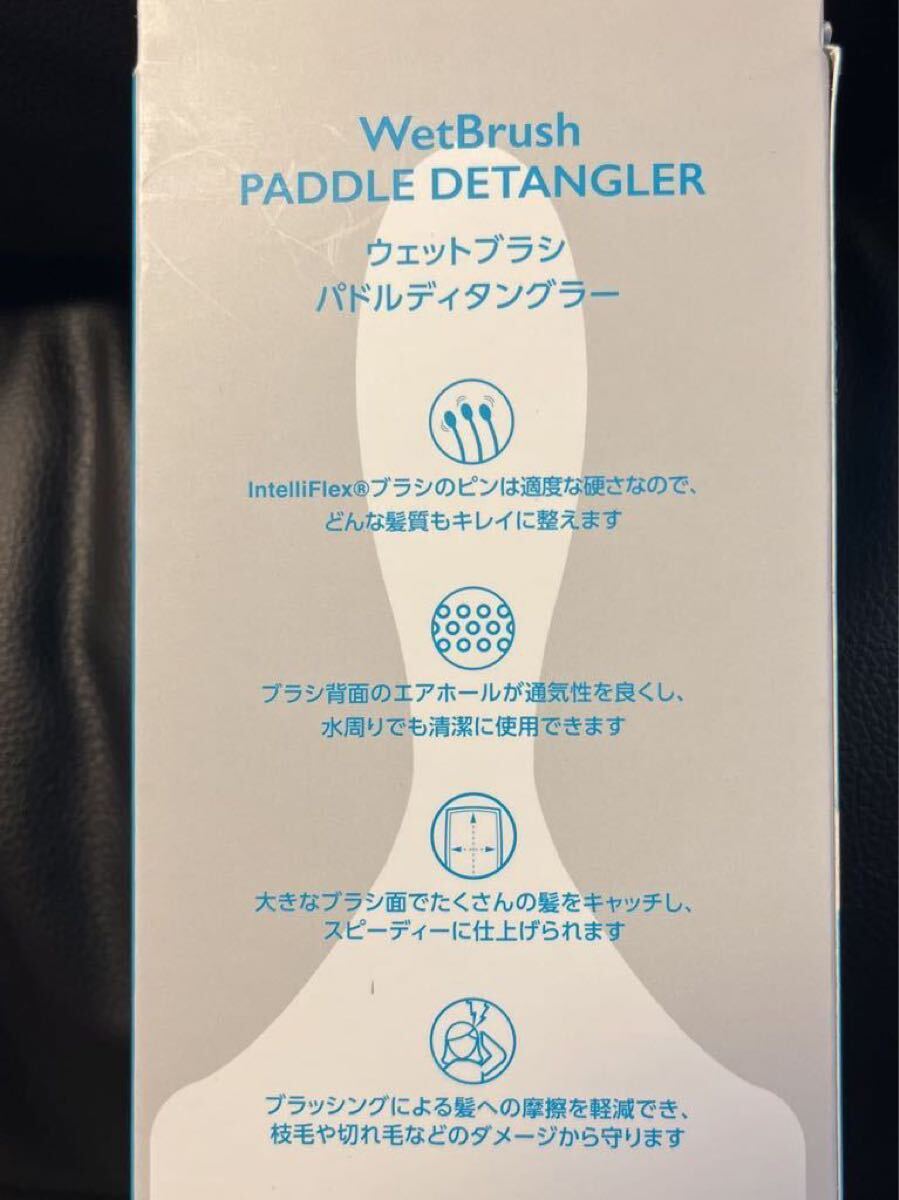 WetBrush
PADDLE DETANGLER
ウェットブラシ
パドルディタングラー
IntelliFlex®ブラシのピンは適度な硬さなので、
どんな髪質もキレイに整えます
ブラシ背面のエアホールが通気性を良くし、
水周りでも清潔に使用できます
大きなブラシ面でたくさんの髪をキャッチし、
スピーディーに仕上げられます
ブラッシングによる髪への摩擦を軽減でき、
枝毛や切れ毛などのダメージから守ります